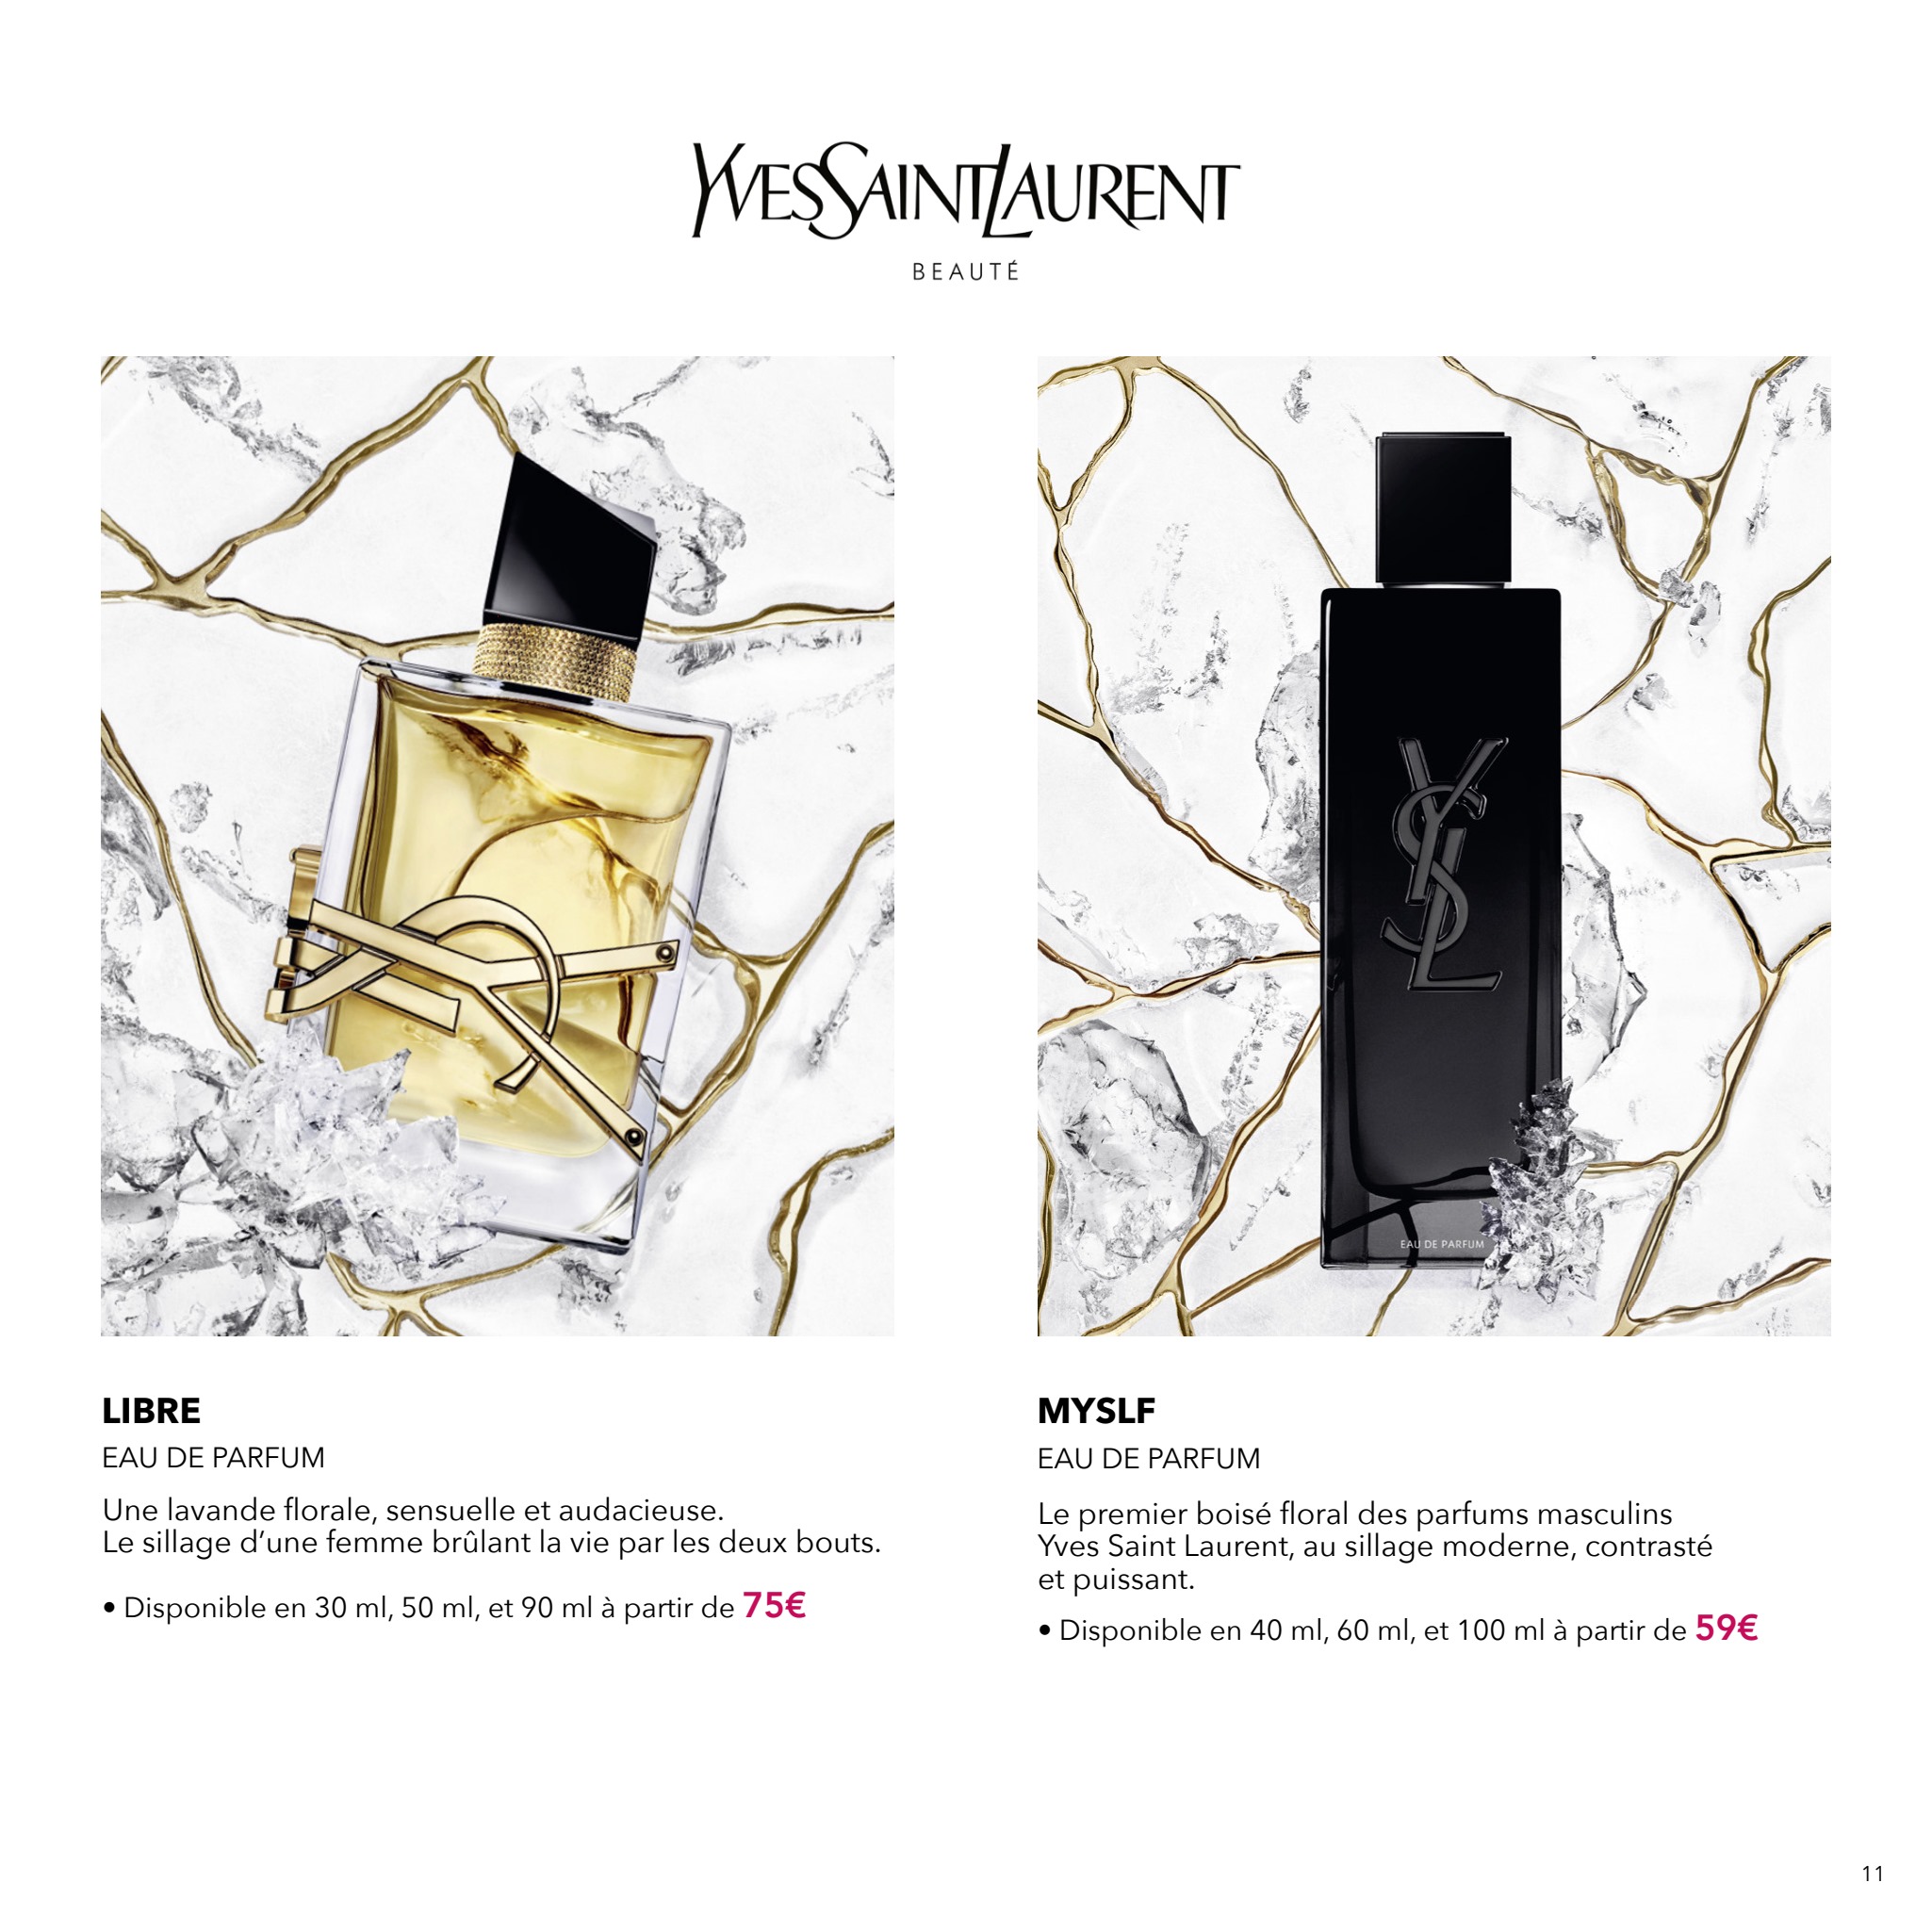 YVESSAINTLAURENT
BEAUTÉ
YSL
YSL
EAU DE PARFUM
LIBRE
EAU DE PARFUM
Une lavande florale, sensuelle et audacieuse.
Le sillage d’une femme brûlant la vie par les deux bouts.
• Disponible en 30 ml, 50 ml, et 90 ml à partir de 75€
MYSLF
EAU DE PARFUM
Le premier boisé floral des parfums masculins
Yves Saint Laurent, au sillage moderne, contrasté
et puissant.
• Disponible en 40 ml, 60 ml, et 100 ml à partir de 59€
11